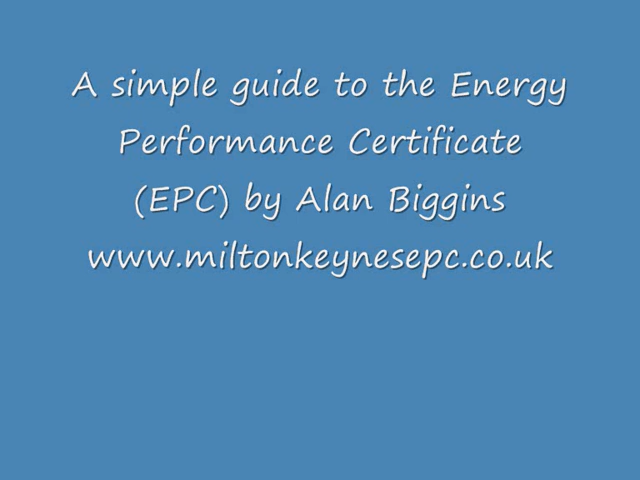 A simple guide to the Energy
Performance Certificate
(EPC) by Alan Biggins
www.miltonkeynesepc.co.uk